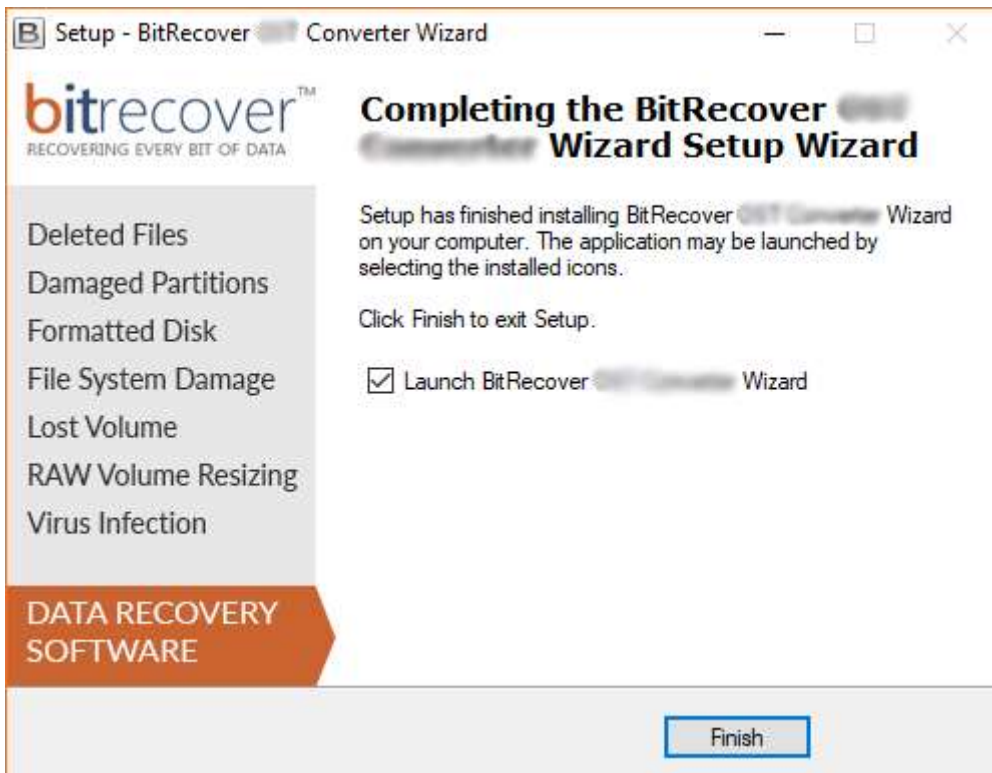 B Setup - BitRecover Converter Wizard
bitrecover™
RECOVERING EVERY BIT OF DATA
Deleted Files
Damaged Partitions
Formatted Disk
File System Damage
Lost Volume
RAW Volume Resizing
Virus Infection
DATA RECOVERY
SOFTWARE
Completing the BitRecover
Wizard Setup Wizard
Setup has finished installing BitRecover Wizard
on your computer. The application may be launched by
selecting the installed icons.
Click Finish to exit Setup.
Launch BitRecover Wizard
Finish